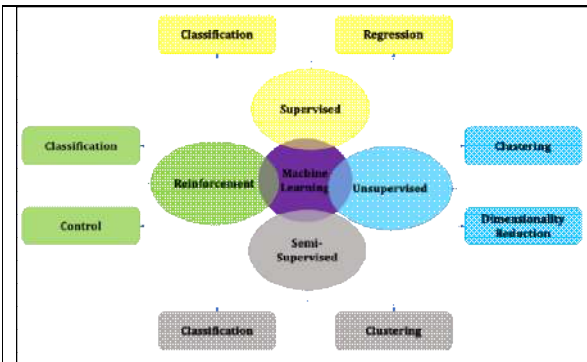 Classification
Regression
Supervised
Classification
Clustering
Reinforcement
Machine
Learning
Unsupervised
Control
Dimensionality
Reduction
Semi-
Supervised
Classification
Clustering